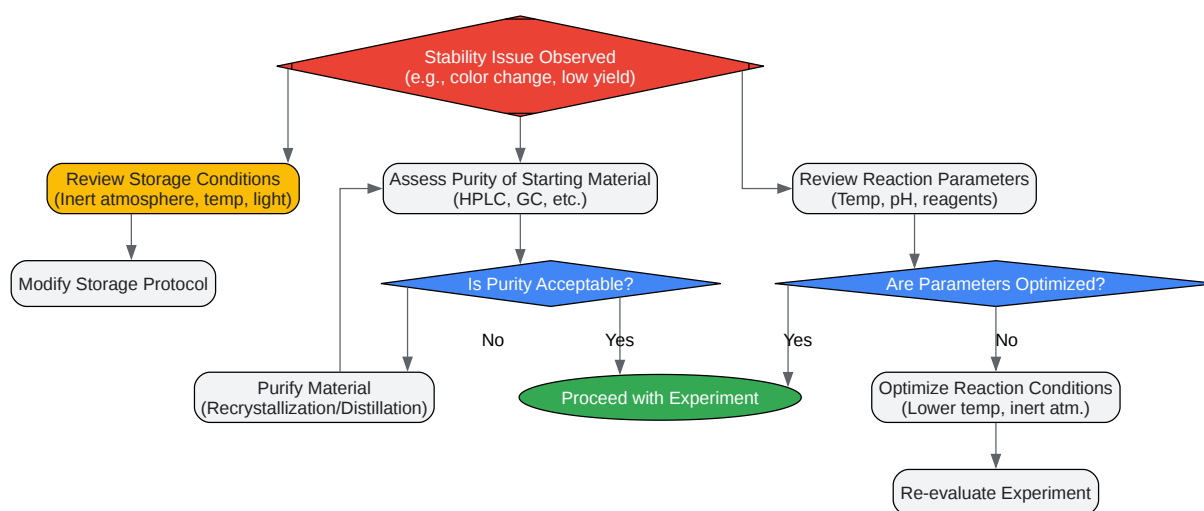 Stability Issue Observed
(e.g., color change, low yield)
Review Storage Conditions
(Inert atmosphere, temp, light)
Assess Purity of Starting Material
(HPLC, GC, etc.)
Review Reaction Parameters
(Temp, pH, reagents)
Modify Storage Protocol
Is Purity Acceptable?
Are Parameters Optimized?
No
Yes
Yes
No
Purify Material
(Recrystallization/Distillation)
Proceed with Experiment
Optimize Reaction Conditions
(Lower temp, inert atm.)
Re-evaluate Experiment